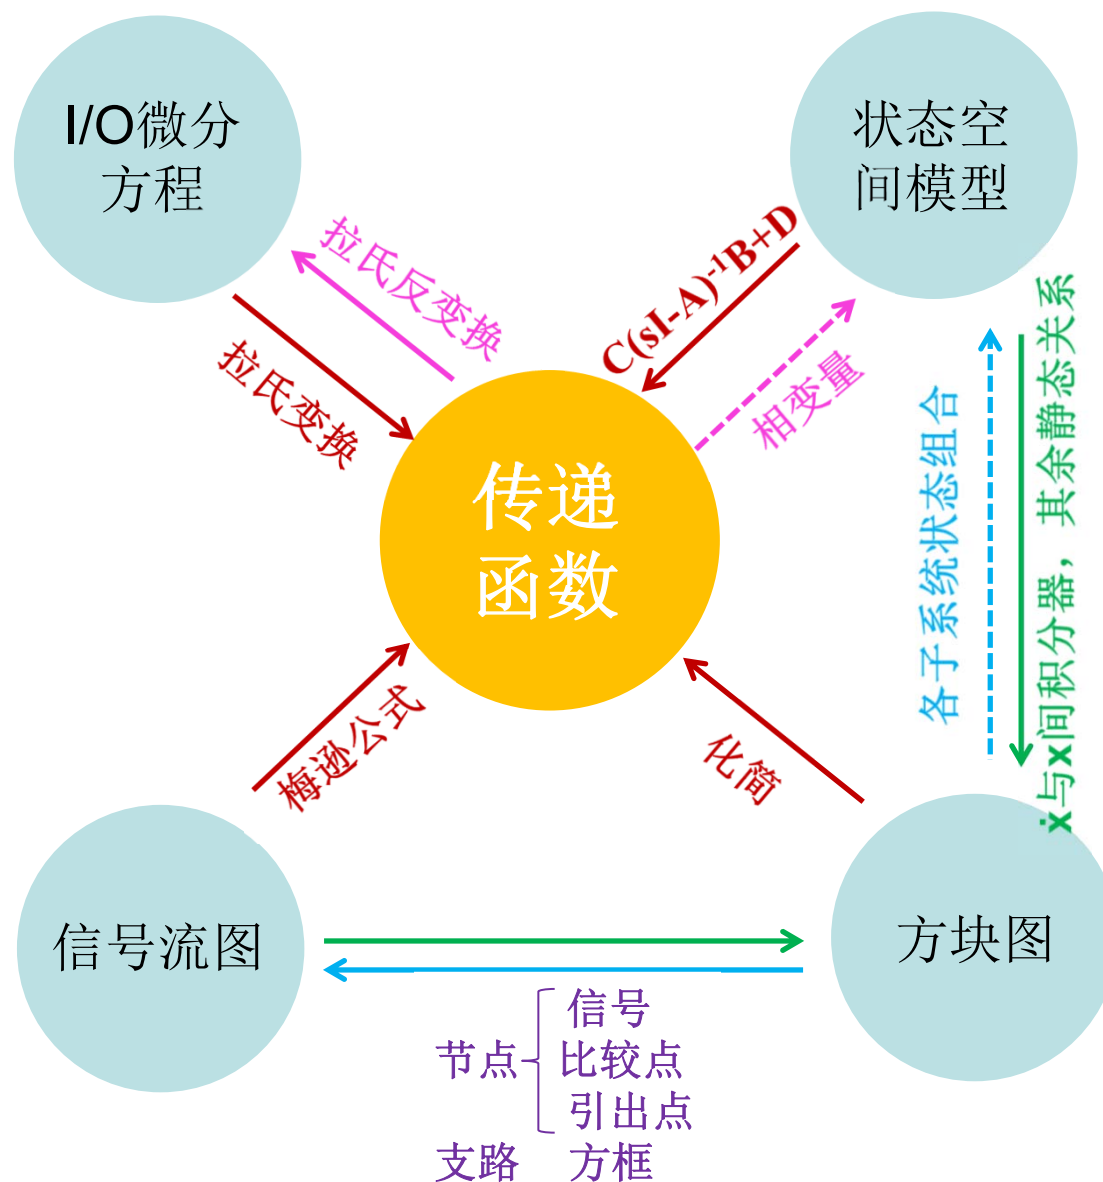 I/O微分
方程
状态空
间模型
拉氏反变换
拉氏变换
C(sI-A)⁻¹B+D
相变量
传递
函数
各子系统状态组合
ẋ与x间积分器，其余静态关系
梅逊公式
化简
信号流图
方块图
信号
节点 比较点
引出点
支路 方框